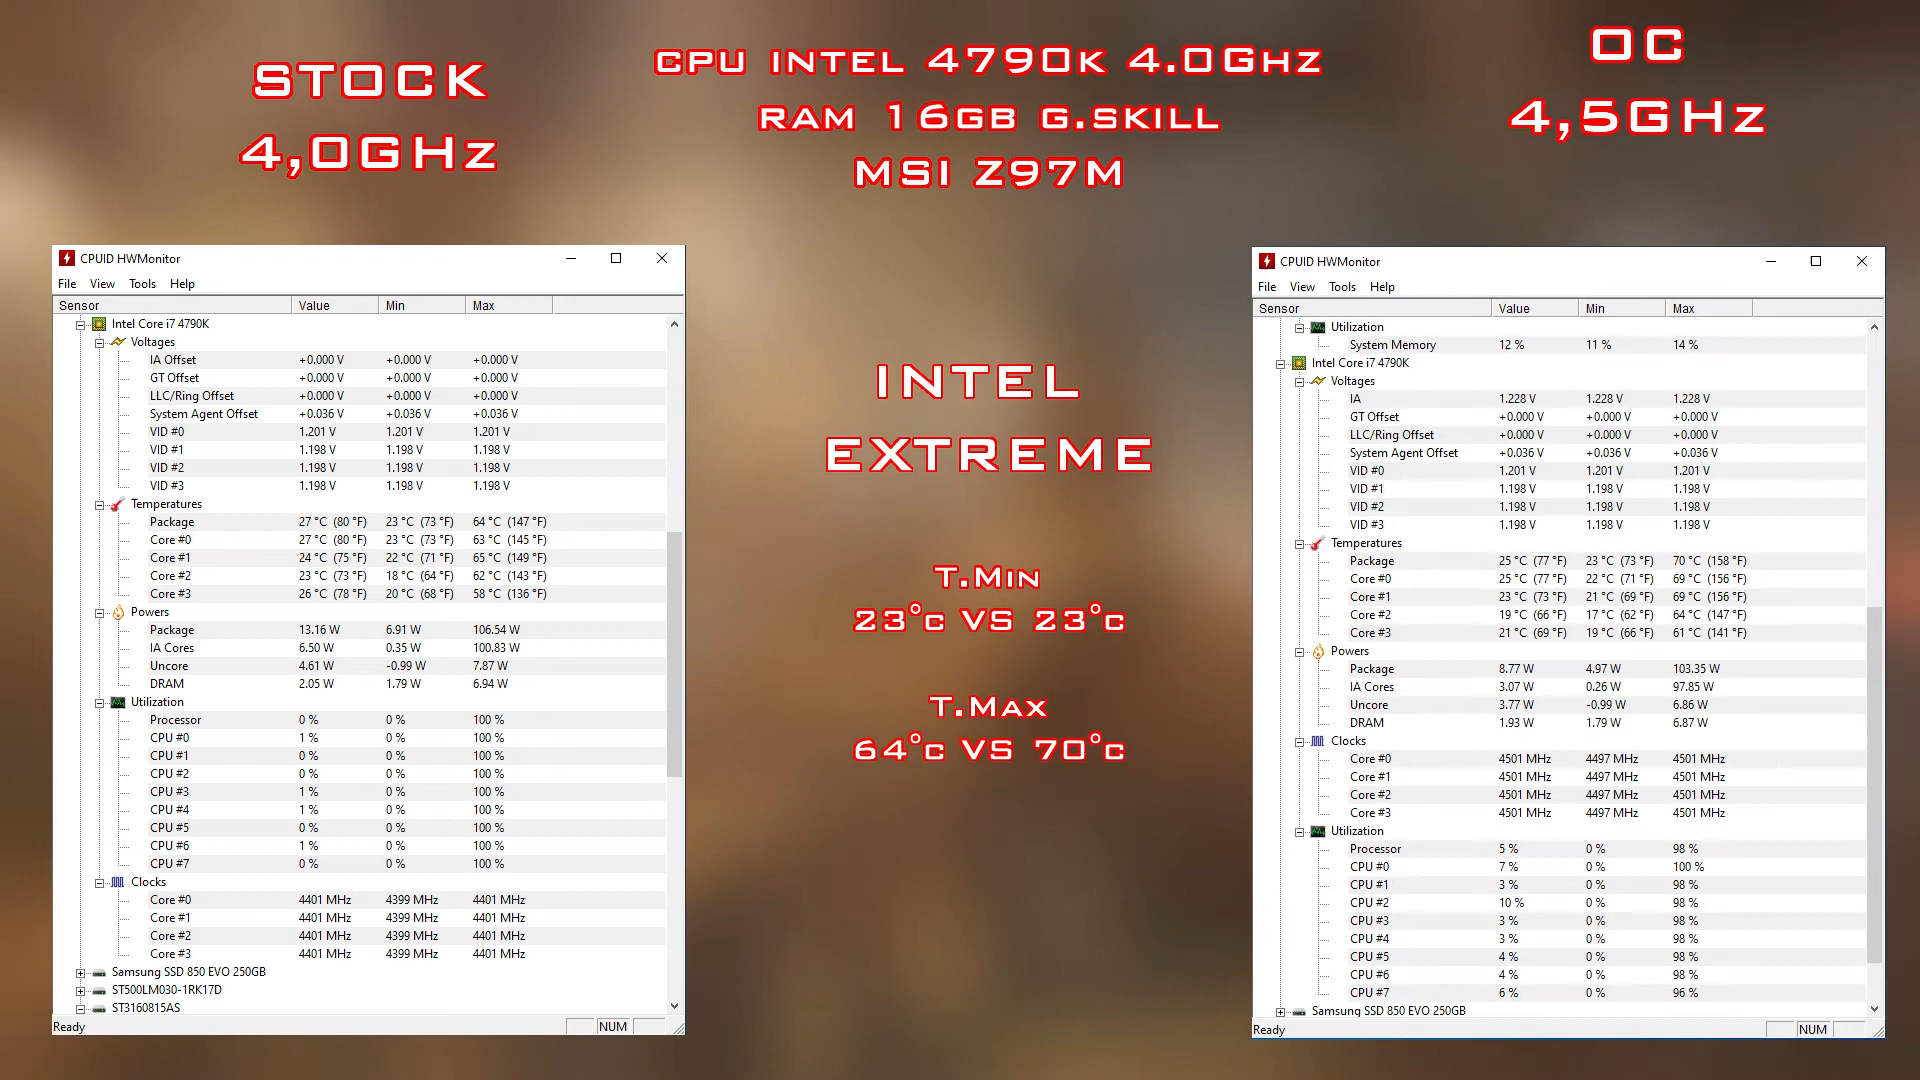 STOCK
4,0GHz
CPU INTEL 4790K 4.0GHz
RAM 16GB G.SKILL
MSI Z97M
OC
4,5GHz
CPUID HWMonitor
File View Tools Help
Sensor Value Min Max
Intel Core i7 4790K
Voltages
IA Offset +0.000 V +0.000 V +0.000 V
GT Offset +0.000 V +0.000 V +0.000 V
LLC/Ring Offset +0.000 V +0.000 V +0.000 V
System Agent Offset +0.036 V +0.036 V +0.036 V
VID #0 1.201 V 1.201 V 1.201 V
VID #1 1.198 V 1.198 V 1.198 V
VID #2 1.198 V 1.198 V 1.198 V
VID #3 1.198 V 1.198 V 1.198 V
Temperatures
Package 27 °C (80 °F) 23 °C (73 °F) 64 °C (147 °F)
Core #0 27 °C (80 °F) 23 °C (73 °F) 63 °C (145 °F)
Core #1 24 °C (75 °F) 22 °C (71 °F) 65 °C (149 °F)
Core #2 23 °C (73 °F) 18 °C (64 °F) 62 °C (143 °F)
Core #3 26 °C (78 °F) 20 °C (68 °F) 58 °C (136 °F)
Powers
Package 13.16 W 6.91 W 106.54 W
IA Cores 6.50 W 0.35 W 100.83 W
Uncore 4.61 W -0.99 W 7.87 W
DRAM 2.05 W 1.79 W 6.94 W
Utilization
Processor 0 % 0 % 100 %
CPU #0 1 % 0 % 100 %
CPU #1 0 % 0 % 100 %
CPU #2 0 % 0 % 100 %
CPU #3 1 % 0 % 100 %
CPU #4 1 % 0 % 100 %
CPU #5 0 % 0 % 100 %
CPU #6 1 % 0 % 100 %
CPU #7 0 % 0 % 100 %
Clocks
Core #0 4401 MHz 4399 MHz 4401 MHz
Core #1 4401 MHz 4399 MHz 4401 MHz
Core #2 4401 MHz 4399 MHz 4401 MHz
Core #3 4401 MHz 4399 MHz 4401 MHz
Samsung SSD 850 EVO 250GB
ST500LM030-1RK17D
ST3160815AS
Ready NUM
INTEL
EXTREME
T.Min
23°c VS 23°c
T.Max
64°c VS 70°c
CPUID HWMonitor
File View Tools Help
Sensor Value Min Max
Utilization
System Memory 12 % 11 % 14 %
Intel Core i7 4790K
Voltages
IA 1.228 V 1.228 V 1.228 V
GT Offset +0.000 V +0.000 V +0.000 V
LLC/Ring Offset +0.000 V +0.000 V +0.000 V
System Agent Offset +0.036 V +0.036 V +0.036 V
VID #0 1.201 V 1.201 V 1.201 V
VID #1 1.198 V 1.198 V 1.198 V
VID #2 1.198 V 1.198 V 1.198 V
VID #3 1.198 V 1.198 V 1.198 V
Temperatures
Package 25 °C (77 °F) 23 °C (73 °F) 70 °C (158 °F)
Core #0 25 °C (77 °F) 22 °C (71 °F) 69 °C (156 °F)
Core #1 23 °C (73 °F) 21 °C (69 °F) 69 °C (156 °F)
Core #2 19 °C (66 °F) 17 °C (62 °F) 64 °C (147 °F)
Core #3 21 °C (69 °F) 19 °C (66 °F) 61 °C (141 °F)
Powers
Package 8.77 W 4.97 W 103.35 W
IA Cores 3.07 W 0.26 W 97.85 W
Uncore 3.77 W -0.99 W 6.86 W
DRAM 1.93 W 1.79 W 6.87 W
Clocks
Core #0 4501 MHz 4497 MHz 4501 MHz
Core #1 4501 MHz 4497 MHz 4501 MHz
Core #2 4501 MHz 4497 MHz 4501 MHz
Core #3 4501 MHz 4497 MHz 4501 MHz
Utilization
Processor 5 % 0 % 98 %
CPU #0 7 % 0 % 100 %
CPU #1 3 % 0 % 98 %
CPU #2 10 % 0 % 98 %
CPU #3 3 % 0 % 98 %
CPU #4 3 % 0 % 98 %
CPU #5 4 % 0 % 98 %
CPU #6 4 % 0 % 98 %
CPU #7 6 % 0 % 96 %
Samsung SSD 850 EVO 250GB
Ready NUM